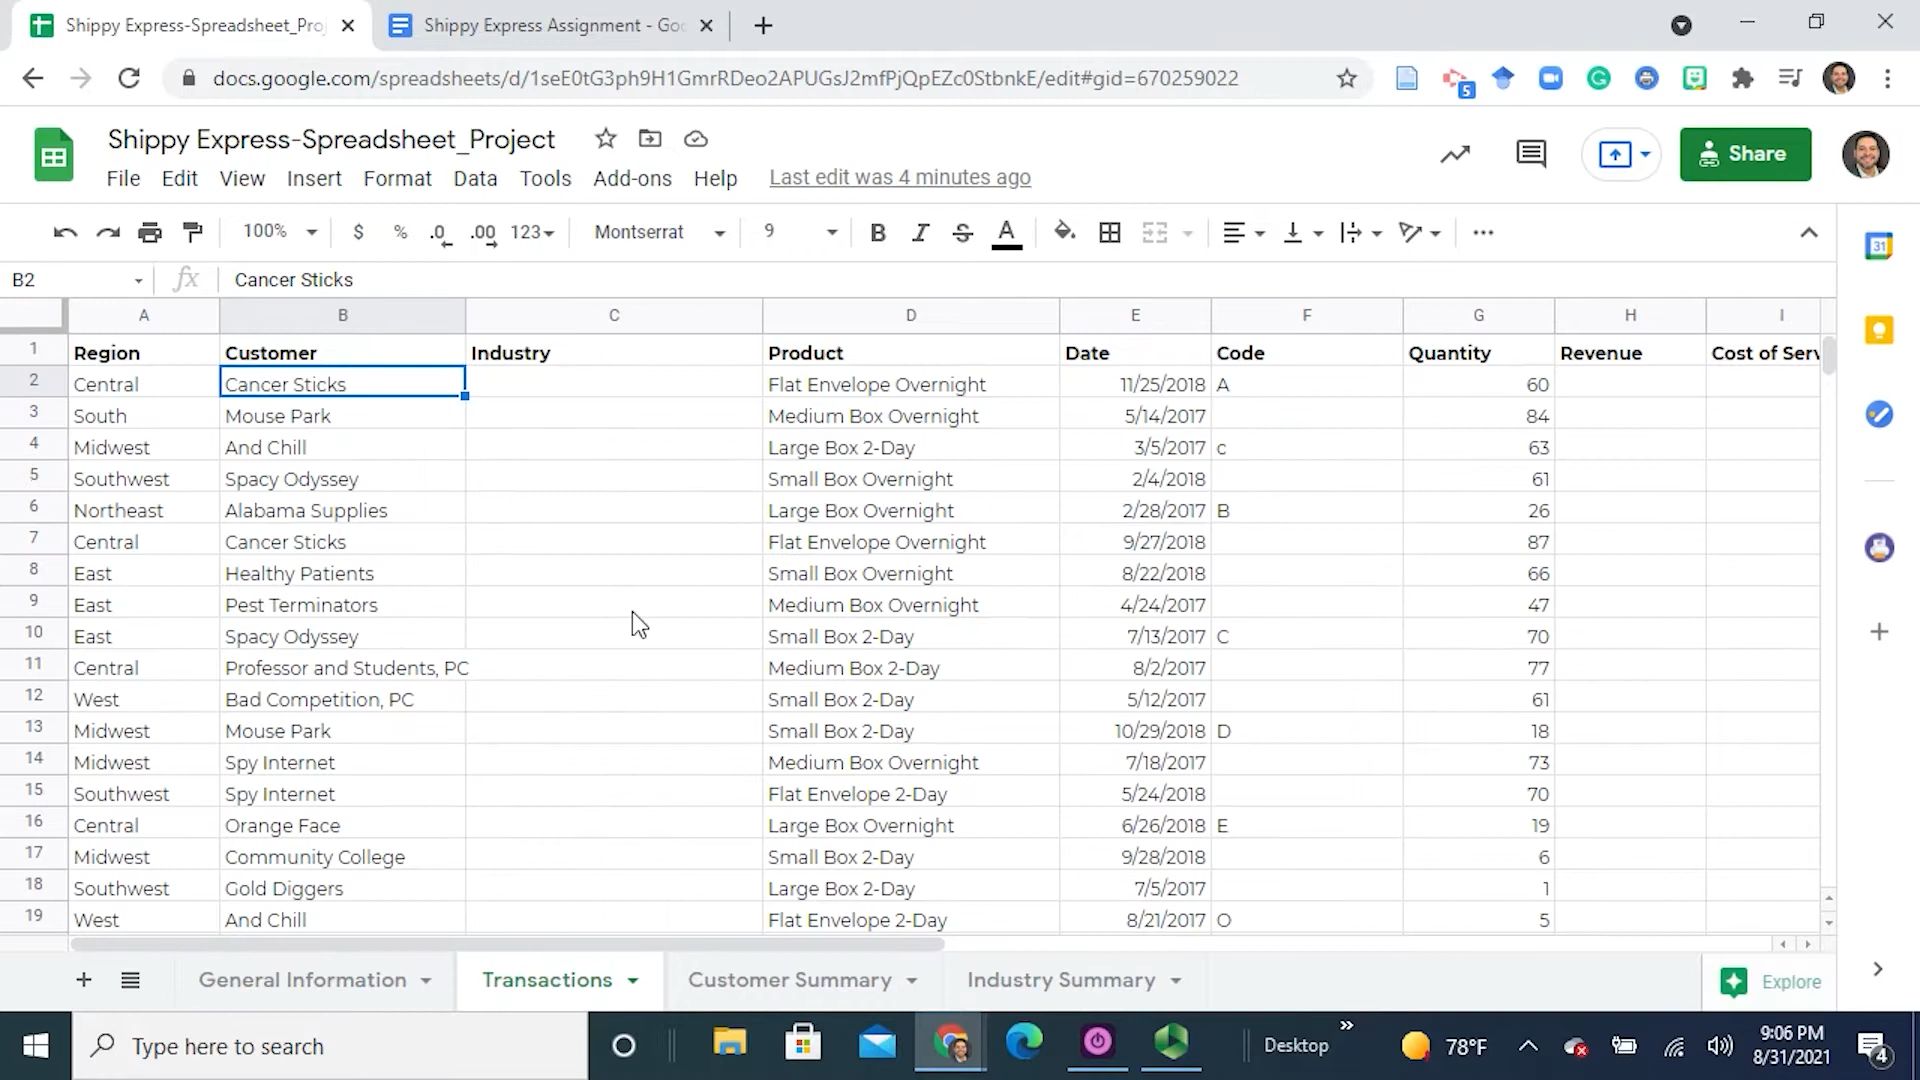 Shippy Express-Spreadsheet_Proj
Shippy Express Assignment - Goo
docs.google.com/spreadsheets/d/1seE0tG3ph9H1GmrRDeo2APUGsJ2mfPjQpEZc0StbnkE/edit#gid=670259022
5
Shippy Express-Spreadsheet_Project
Share
File Edit View Insert Format Data Tools Add-ons Help Last edit was 4 minutes ago
100% $ % .0 .00 123 Montserrat 9 B I S A
31
B2 fx Cancer Sticks
A B C D E F G H I
1 Region Customer Industry Product Date Code Quantity Revenue Cost of Serv
2 Central Cancer Sticks Flat Envelope Overnight 11/25/2018 A 60
3 South Mouse Park Medium Box Overnight 5/14/2017 84
4 Midwest And Chill Large Box 2-Day 3/5/2017 c 63
5 Southwest Spacy Odyssey Small Box Overnight 2/4/2018 61
6 Northeast Alabama Supplies Large Box Overnight 2/28/2017 B 26
7 Central Cancer Sticks Flat Envelope Overnight 9/27/2018 87
8 East Healthy Patients Small Box Overnight 8/22/2018 66
9 East Pest Terminators Medium Box Overnight 4/24/2017 47
10 East Spacy Odyssey Small Box 2-Day 7/13/2017 C 70
11 Central Professor and Students, PC Medium Box 2-Day 8/2/2017 77
12 West Bad Competition, PC Small Box 2-Day 5/12/2017 61
13 Midwest Mouse Park Small Box 2-Day 10/29/2018 D 18
14 Midwest Spy Internet Medium Box Overnight 7/18/2017 73
15 Southwest Spy Internet Flat Envelope 2-Day 5/24/2018 70
16 Central Orange Face Large Box Overnight 6/26/2018 E 19
17 Midwest Community College Small Box 2-Day 9/28/2018 6
18 Southwest Gold Diggers Large Box 2-Day 7/5/2017 1
19 West And Chill Flat Envelope 2-Day 8/21/2017 O 5
General Information Transactions Customer Summary Industry Summary Explore
Type here to search
Desktop
78°F
9:06 PM
8/31/2021
4